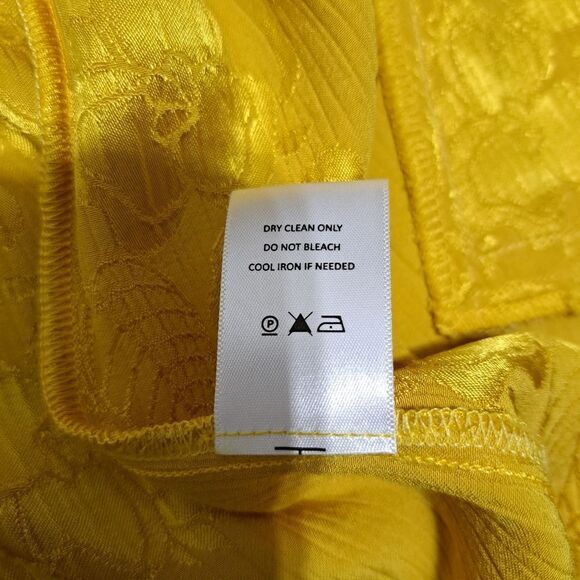 DRY CLEAN ONLY
DO NOT BLEACH
COOL IRON IF NEEDED
P